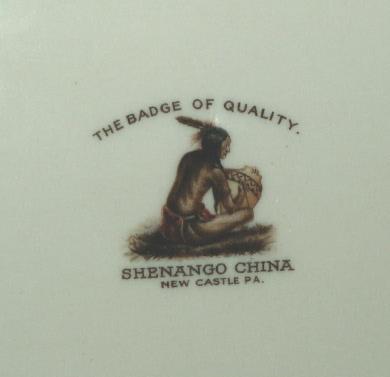 THE BADGE OF QUALITY.
SHENANGO CHINA
NEW CASTLE PA.